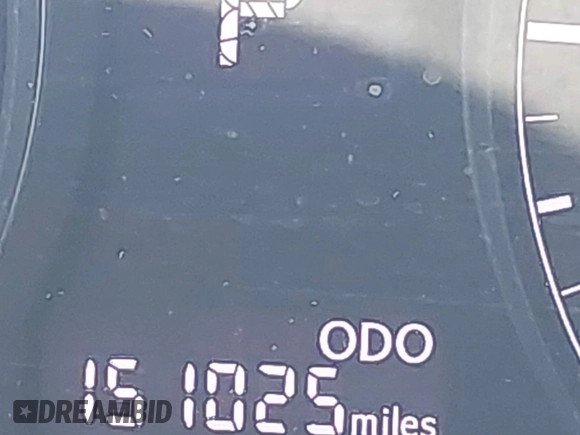 P
ODO
151025 miles
DREAMBID